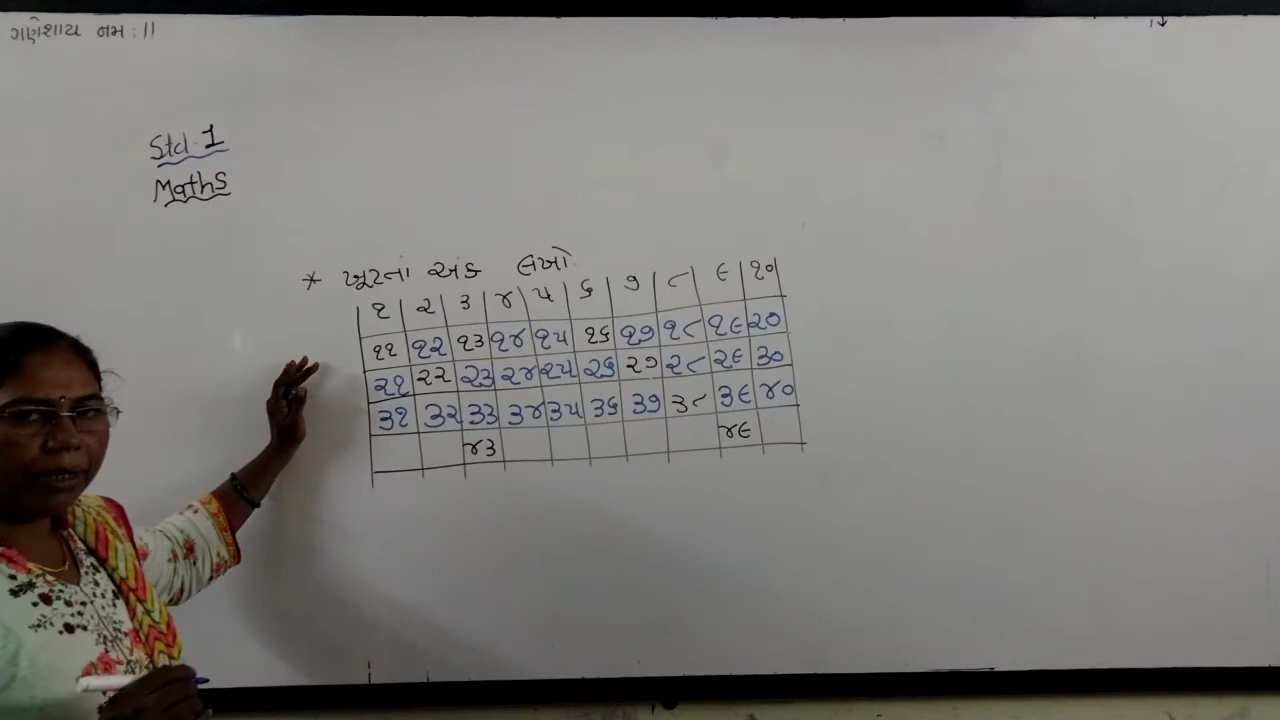 ગણેશાય નમઃ ||
Std. 1
Maths
* ખૂટતા અંક લખો
૧ ૨ ૩ ૪ ૫ ૬ ૭ ૮ ૯ ૧૦
૧૧ ૧૨ ૧૩ ૧૪ ૧૫ ૧૬ ૧૭ ૧૮ ૧૯ ૨૦
૨૧ ૨૨ ૨૩ ૨૪ ૨૫ ૨૬ ૨૭ ૨૮ ૨૯ ૩૦
૩૧ ૩૨ ૩૩ ૩૪ ૩૫ ૩૬ ૩૭ ૩૮ ૩૯ ૪૦
૪૩ ૪૯